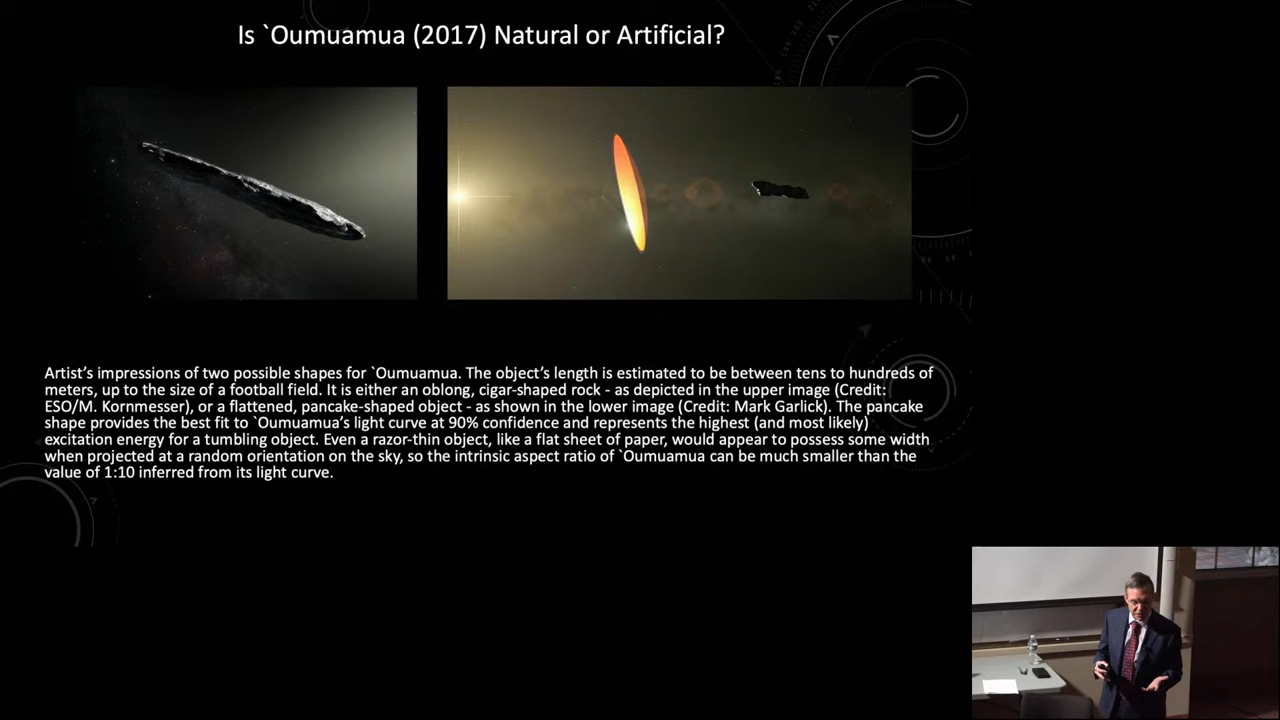 Is `Oumuamua (2017) Natural or Artificial?
Artist's impressions of two possible shapes for `Oumuamua. The object's length is estimated to be between tens to hundreds of
meters, up to the size of a football field. It is either an oblong, cigar-shaped rock - as depicted in the upper image (Credit:
ESO/M. Kornmesser), or a flattened, pancake-shaped object - as shown in the lower image (Credit: Mark Garlick). The pancake
shape provides the best fit to `Oumuamua's light curve at 90% confidence and represents the highest (and most likely)
excitation energy for a tumbling object. Even a razor-thin object, like a flat sheet of paper, would appear to possess some width
when projected at a random orientation on the sky, so the intrinsic aspect ratio of `Oumuamua can be much smaller than the
value of 1:10 inferred from its light curve.